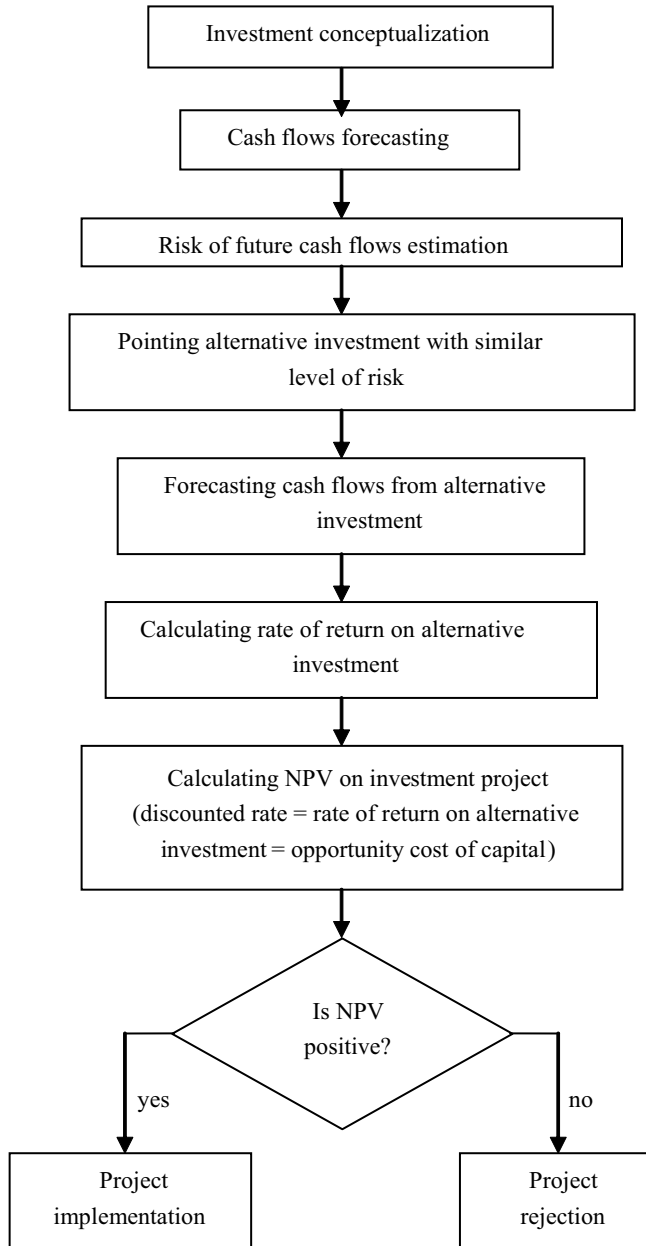 Investment conceptualization
Cash flows forecasting
Risk of future cash flows estimation
Pointing alternative investment with similar
level of risk
Forecasting cash flows from alternative
investment
Calculating rate of return on alternative
investment
Calculating NPV on investment project
(discounted rate = rate of return on alternative
investment = opportunity cost of capital)
Is NPV
positive?
yes
no
Project
implementation
Project
rejection